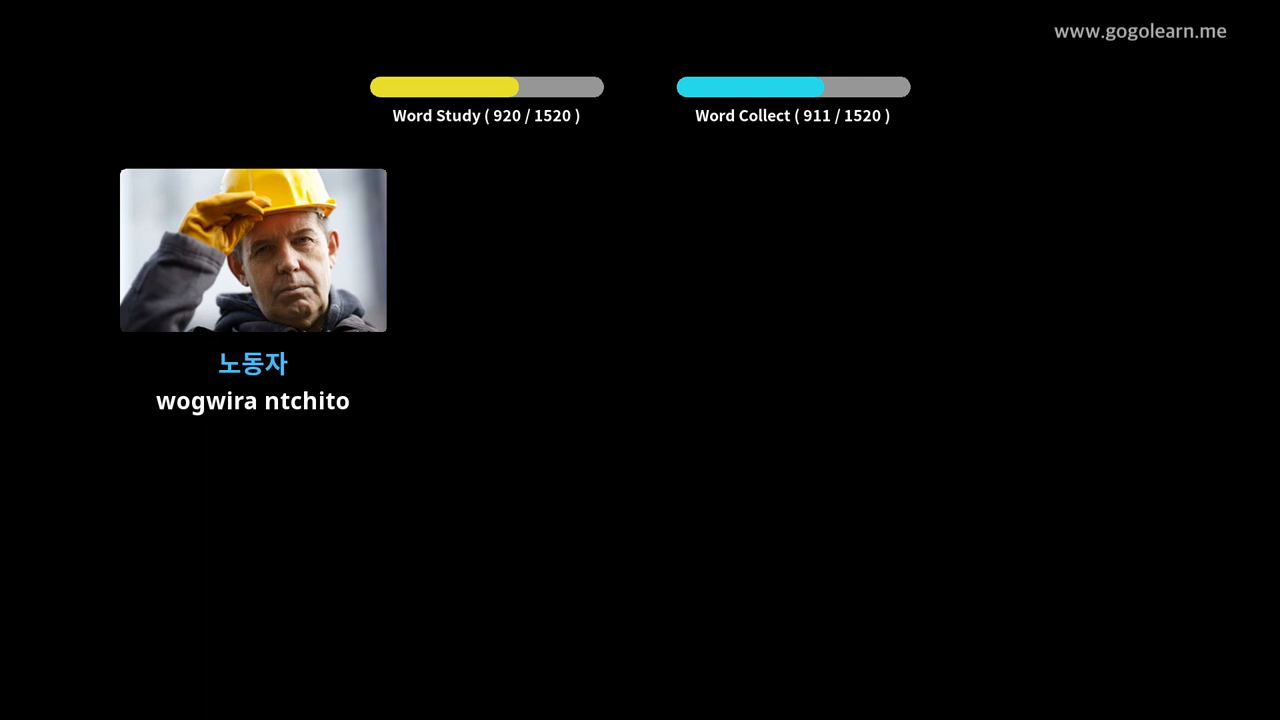 www.gogolearn.me
Word Study ( 920 / 1520 )
Word Collect ( 911 / 1520 )
노동자
wogwira ntchito